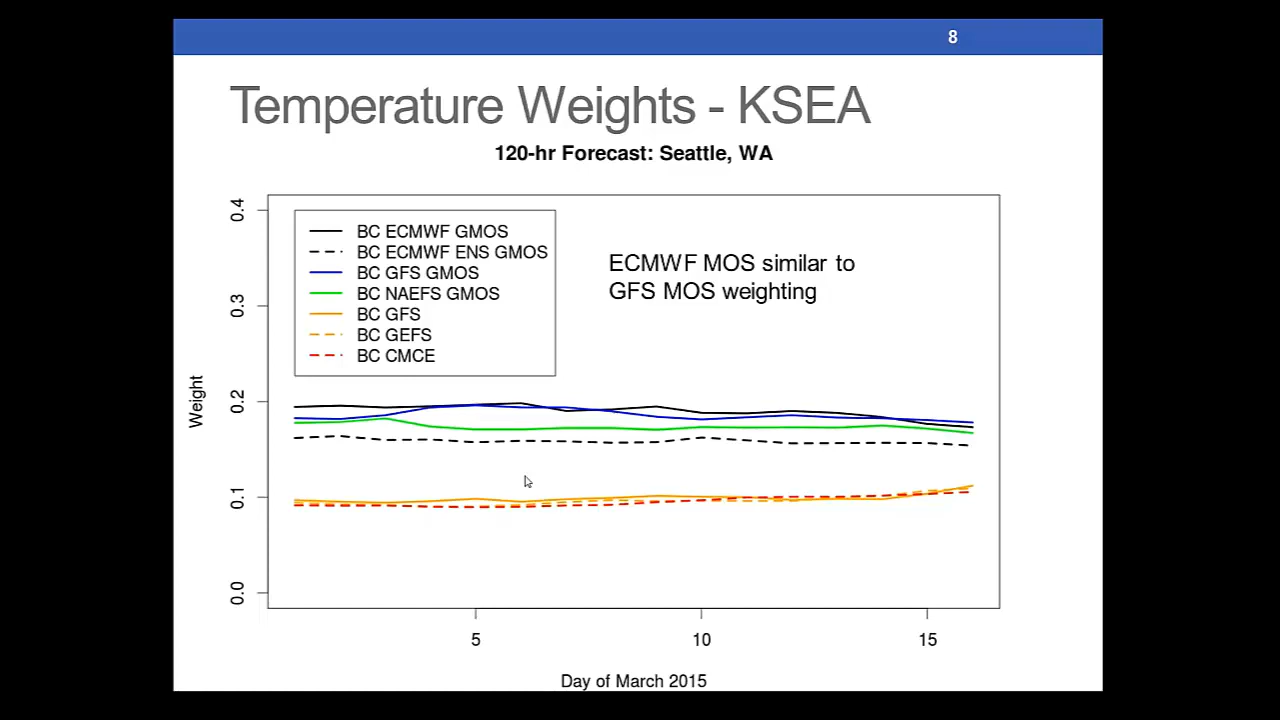 8
Temperature Weights - KSEA
120-hr Forecast: Seattle, WA
0.4
0.3
0.2
0.1
0.0
Weight
BC ECMWF GMOS
BC ECMWF ENS GMOS
BC GFS GMOS
BC NAEFS GMOS
BC GFS
BC GEFS
BC CMCE
ECMWF MOS similar to
GFS MOS weighting
5
10
15
Day of March 2015